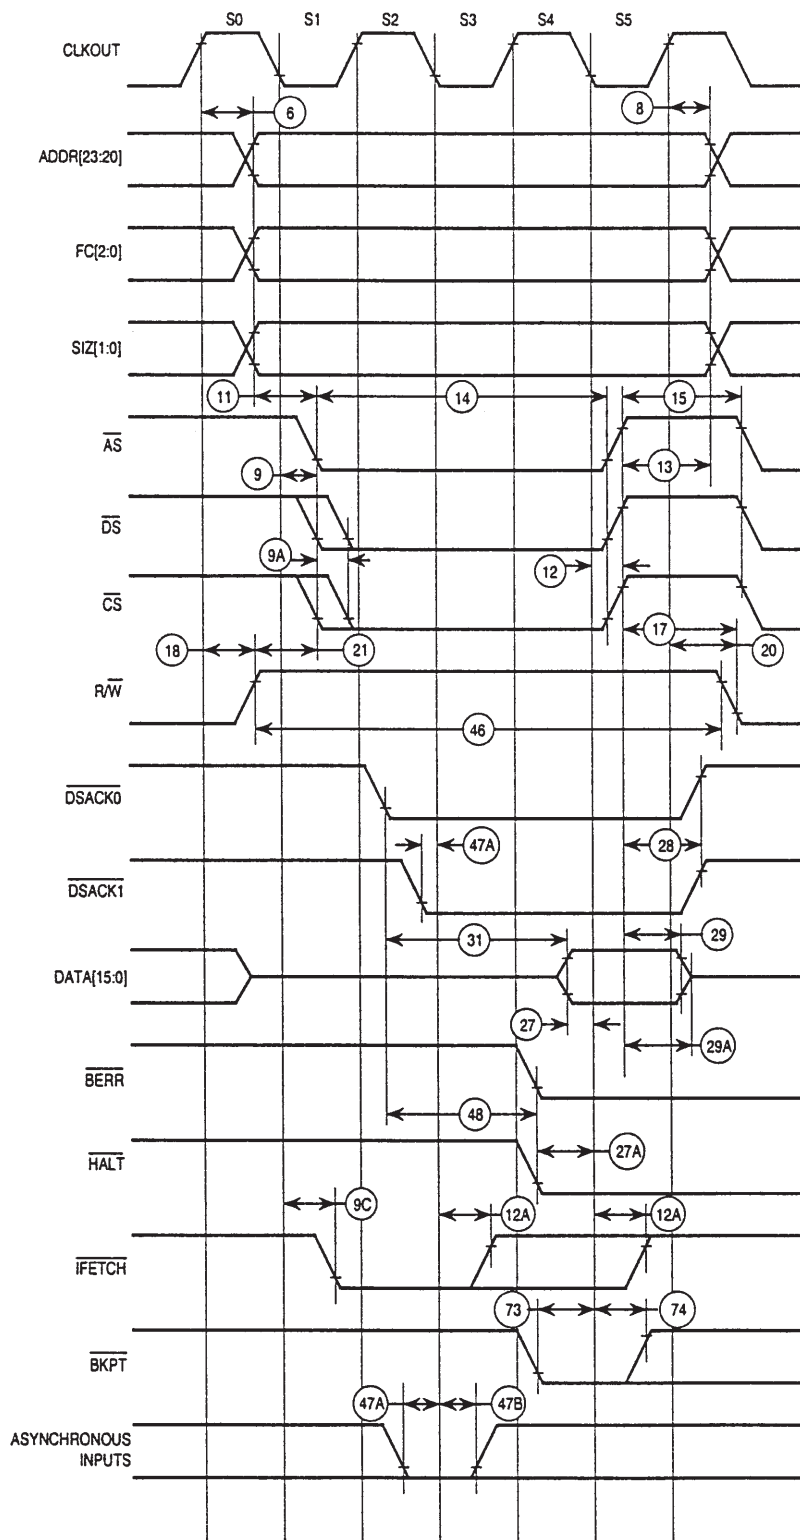 S0 S1 S2 S3 S4 S5
CLKOUT
6 8
ADDR[23:20]
FC[2:0]
SIZ[1:0]
11 14 15
AS
9 13
DS
9A 12
CS
17
18 21 20
R/W
46
DSACK0
47A 28
DSACK1
31 29
DATA[15:0]
27 29A
BERR
48
27A
HALT
9C 12A 12A
IFETCH
73 74
BKPT
47A 47B
ASYNCHRONOUS
INPUTS